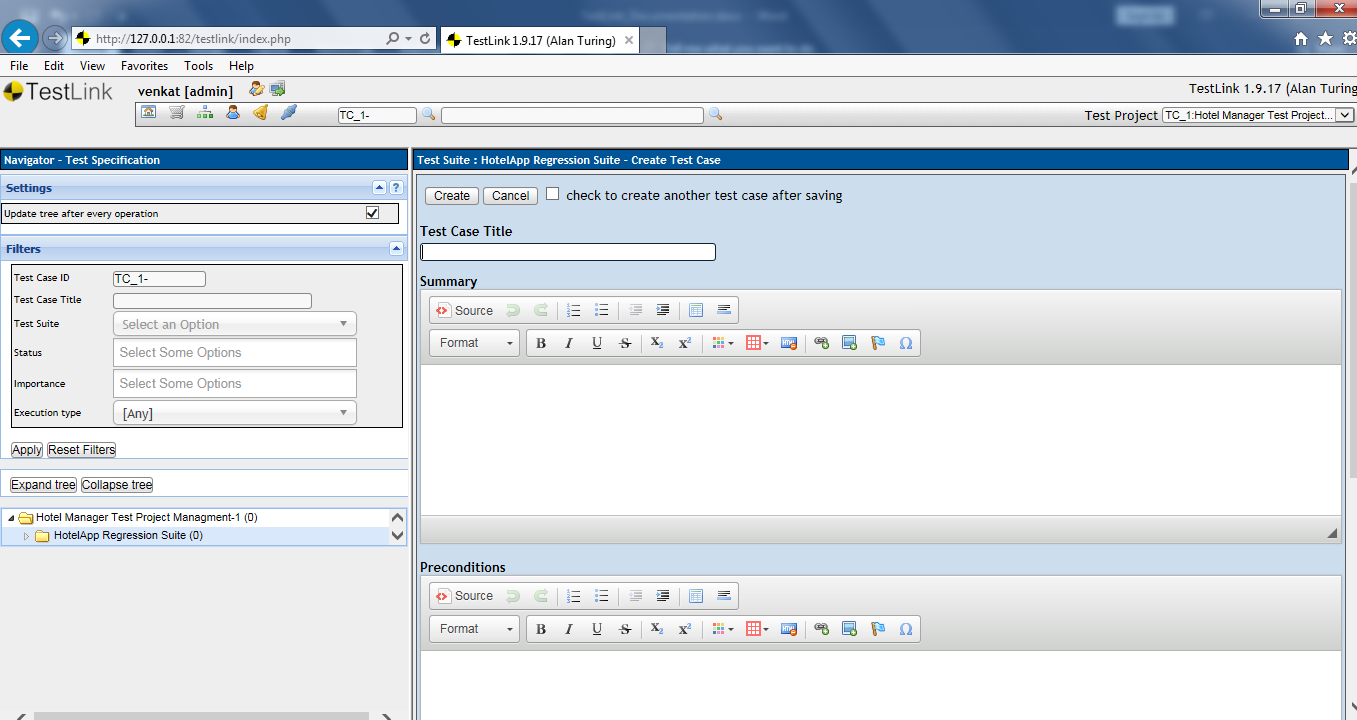 http://127.0.0.1:82/testlink/index.php
TestLink 1.9.17 (Alan Turing)
File Edit View Favorites Tools Help
TestLink
venkat [admin]
TestLink 1.9.17 (Alan Turing
TC_1-
Test Project TC_1:Hotel Manager Test Project...
Navigator - Test Specification
Settings
?
Update tree after every operation
Filters
Test Case ID TC_1-
Test Case Title
Test Suite Select an Option
Status Select Some Options
Importance Select Some Options
Execution type [Any]
Apply Reset Filters
Expand tree Collapse tree
Hotel Manager Test Project Managment-1 (0)
HotelApp Regression Suite (0)
Test Suite : HotelApp Regression Suite - Create Test Case
Create Cancel check to create another test case after saving
Test Case Title
Summary
Source
Format B I U S X₂ X² Ω
Preconditions
Source
Format B I U S X₂ X² Ω